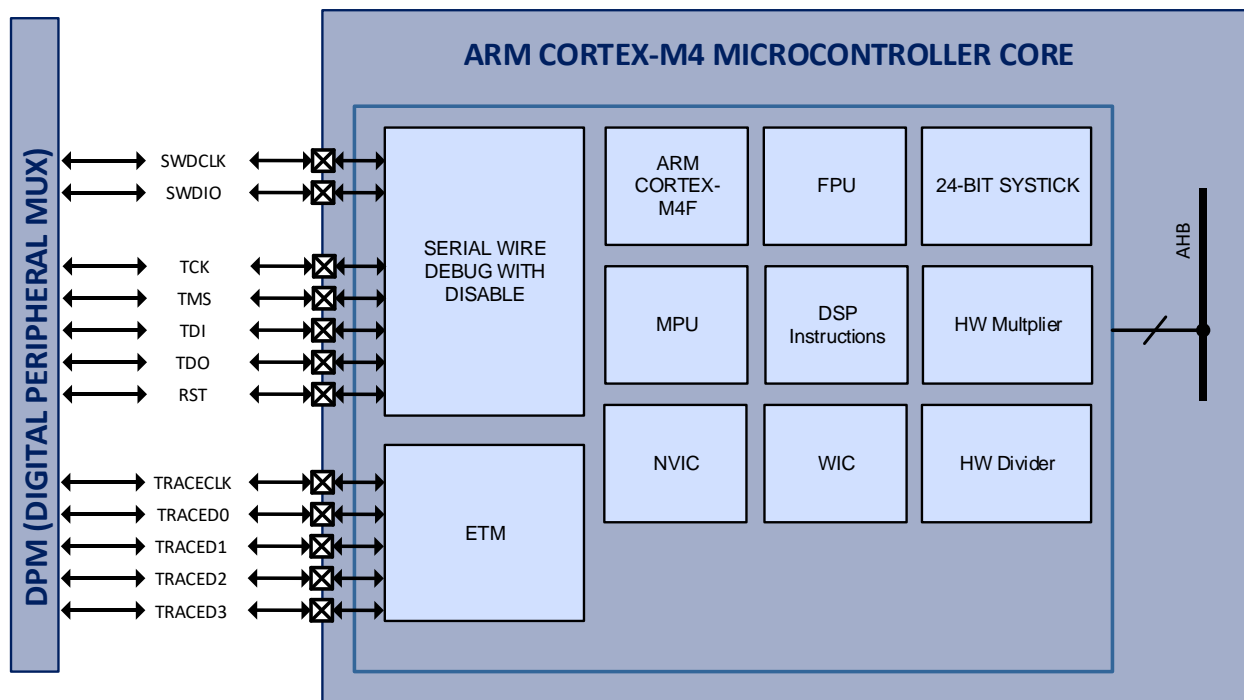 ARM CORTEX-M4 MICROCONTROLLER CORE
DPM (DIGITAL PERIPHERAL MUX)
SWDCLK
SWDIO
TCK
TMS
TDI
TDO
RST
TRACECLK
TRACED0
TRACED1
TRACED2
TRACED3
SERIAL WIRE
DEBUG WITH
DISABLE
ETM
ARM
CORTEX-
M4F
FPU
24-BIT SYSTICK
MPU
DSP
Instructions
HW Multplier
NVIC
WIC
HW Divider
AHB